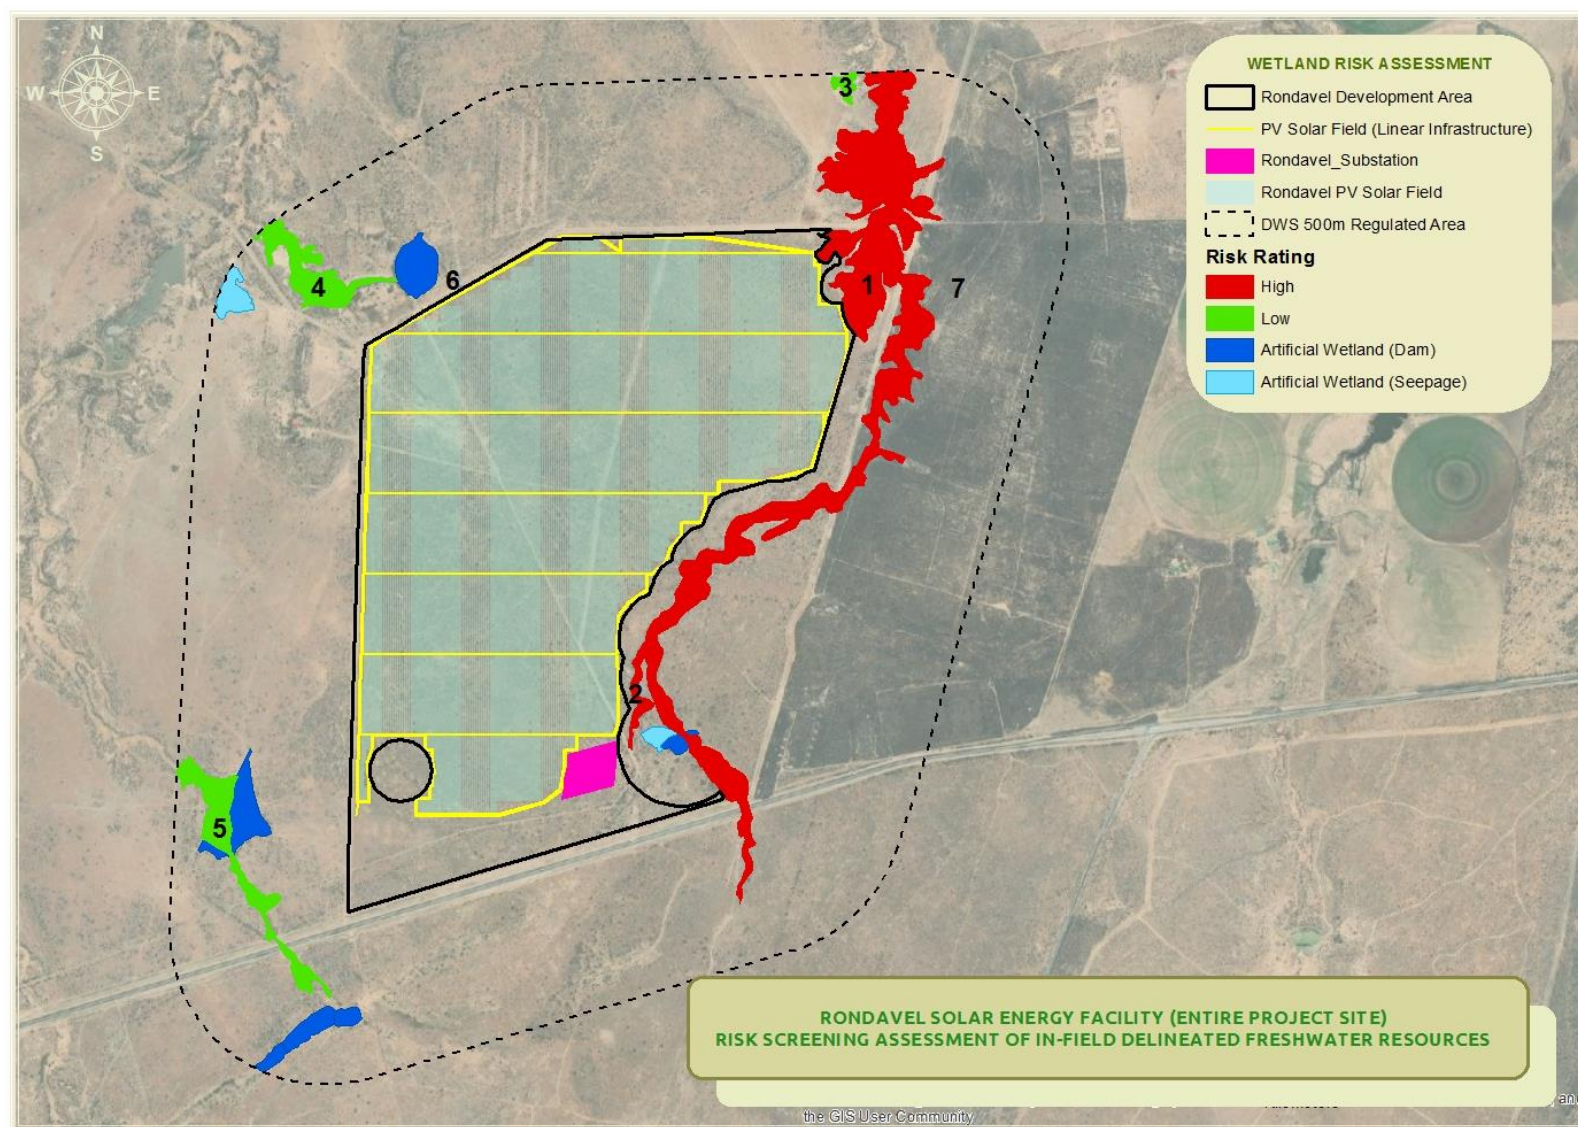 N
W
E
S
WETLAND RISK ASSESSMENT
Rondavel Development Area
PV Solar Field (Linear Infrastructure)
Rondavel_Substation
Rondavel PV Solar Field
DWS 500m Regulated Area
Risk Rating
High
Low
Artificial Wetland (Dam)
Artificial Wetland (Seepage)
3
4
6
1
7
2
5
RONDAVEL SOLAR ENERGY FACILITY (ENTIRE PROJECT SITE)
RISK SCREENING ASSESSMENT OF IN-FIELD DELINEATED FRESHWATER RESOURCES
the GIS User Community